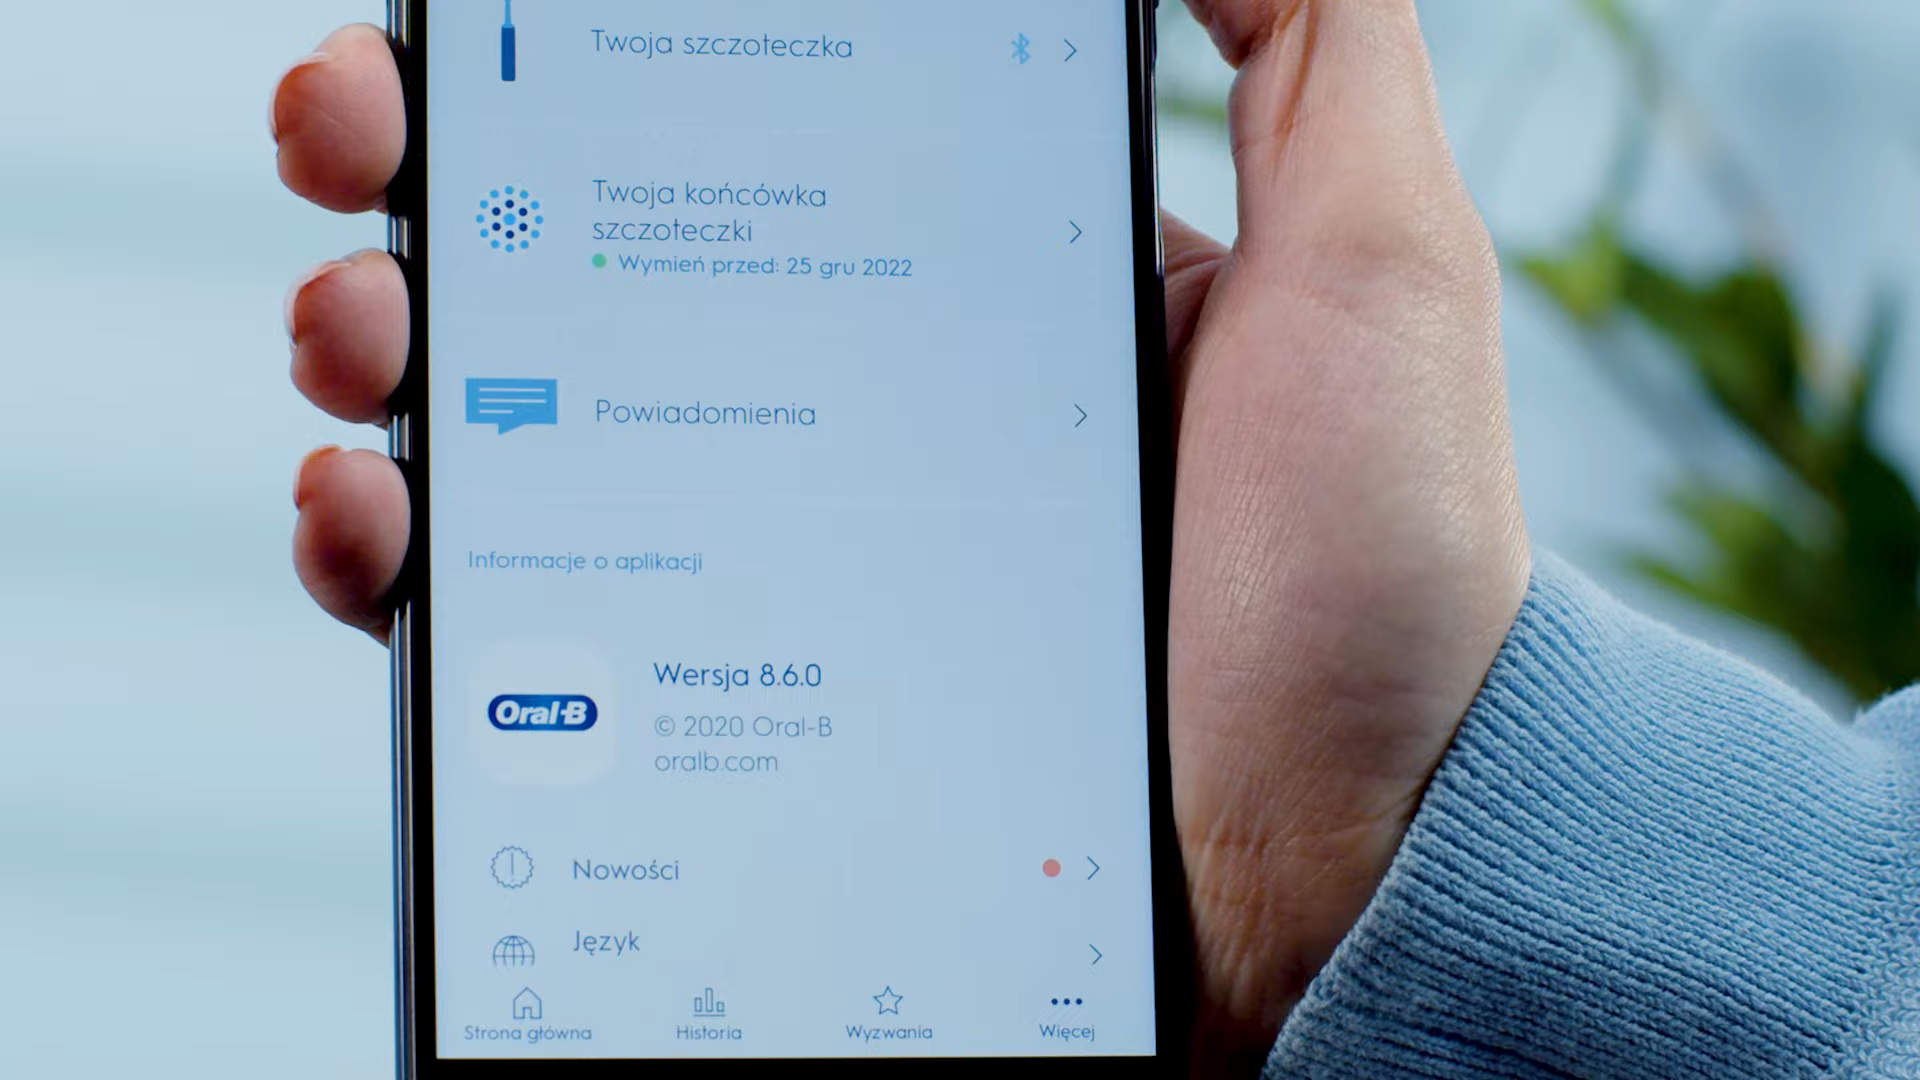 Twoja szczoteczka
Twoja końcówka
szczoteczki
Wymień przed: 25 gru 2022
Powiadomienia
Informacje o aplikacji
Oral-B
Wersja 8.6.0
© 2020 Oral-B
oralb.com
Nowości
Język
Strona główna
Historia
Wyzwania
Więcej